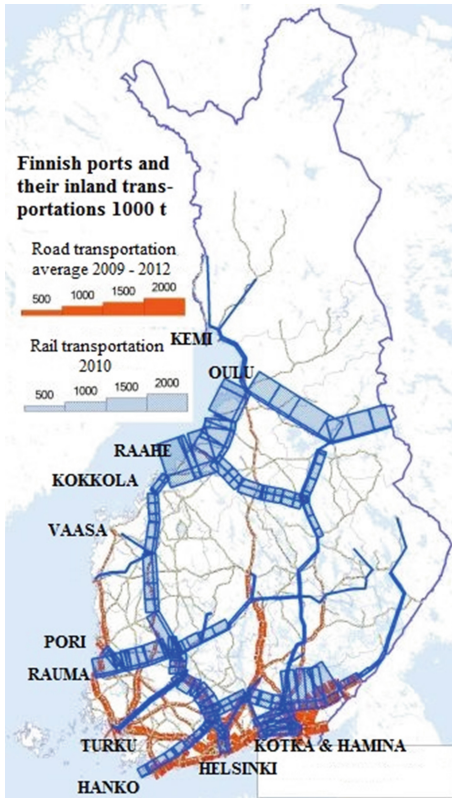 Finnish ports and
their inland trans-
portations 1000 t
Road transportation
average 2009 - 2012
500 1000 1500 2000
Rail transportation
2010
500 1000 1500 2000
KEMI
OULU
RAAHE
KOKKOLA
VAASA
PORI
RAUMA
TURKU
KOTKA & HAMINA
HELSINKI
HANKO